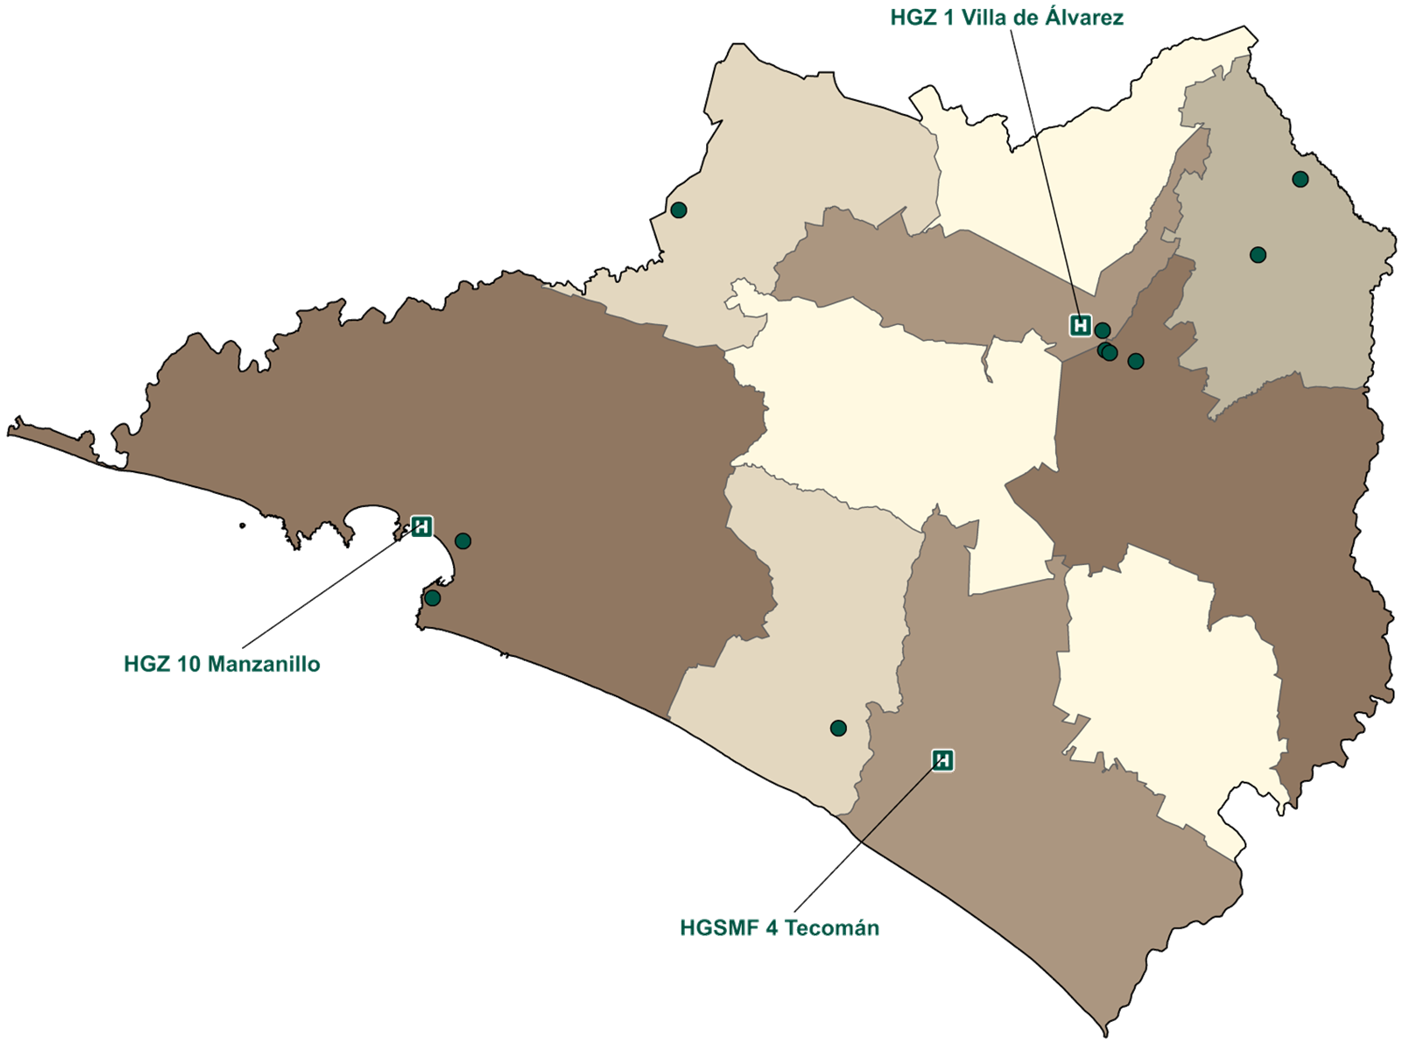 HGZ 1 Villa de Álvarez
H
H
HGZ 10 Manzanillo
H
HGSMF 4 Tecomán